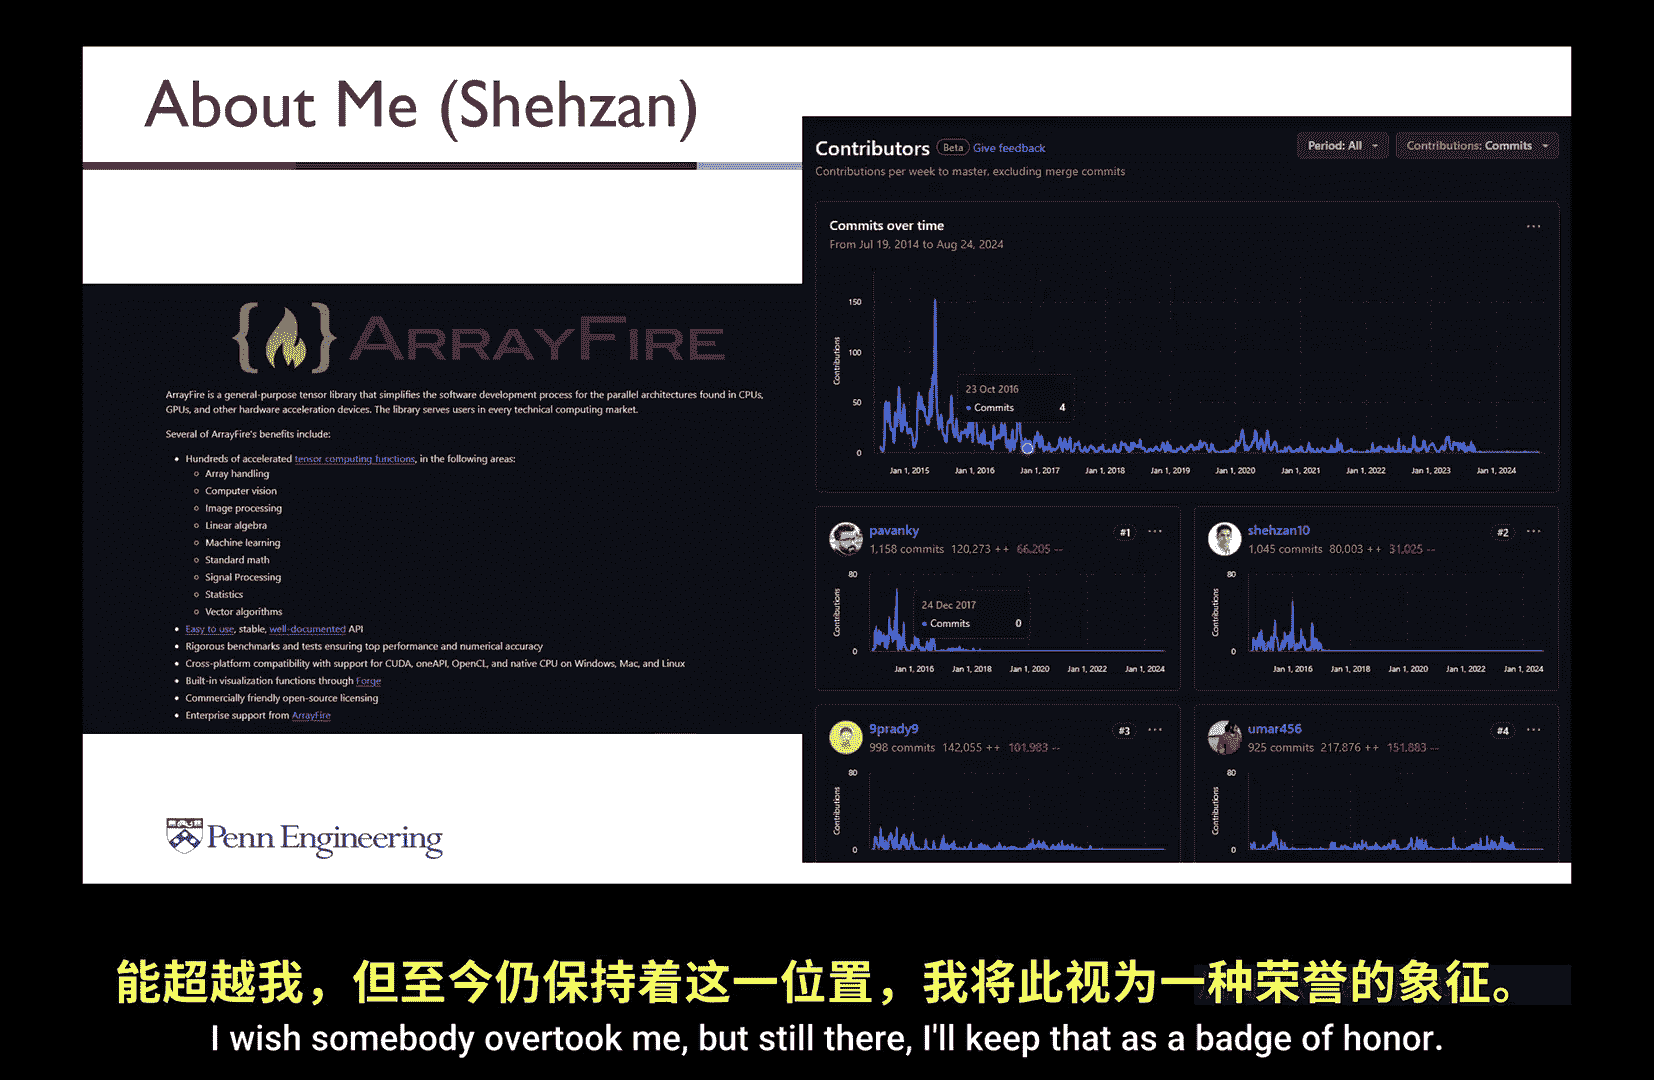 About Me (Shehzan)
ARRAYFIRE
ArrayFire is a general-purpose tensor library that simplifies the software development process for the parallel architectures found in CPUs,
GPUs, and other hardware acceleration devices. The library serves users in every technical computing market.
Several of ArrayFire's benefits include:
Hundreds of accelerated tensor computing functions, in the following areas:
Array handling
Computer vision
Image processing
Linear algebra
Machine learning
Standard math
Signal Processing
Statistics
Vector algorithms
Easy to use, stable, well-documented API
Rigorous benchmarks and tests ensuring top performance and numerical accuracy
Cross-platform compatibility with support for CUDA, oneAPI, OpenCL, and native CPU on Windows, Mac, and Linux
Built-in visualization functions through Forge
Commercially friendly open-source licensing
Enterprise support from ArrayFire
Penn Engineering
Contributors Beta Give feedback
Period: All
Contributions: Commits
Contributions per week to master, excluding merge commits
Commits over time
From Jul 19, 2014 to Aug 24, 2024
Contributions
150
100
50
0
23 Oct 2016
Commits 4
Jan 1, 2015 Jan 1, 2016 Jan 1, 2017 Jan 1, 2018 Jan 1, 2019 Jan 1, 2020 Jan 1, 2021 Jan 1, 2022 Jan 1, 2023 Jan 1, 2024
pavanky #1
1,158 commits 120,273 ++ 66,205 --
80
Contributions
0
24 Dec 2017
Commits 0
Jan 1, 2016 Jan 1, 2018 Jan 1, 2020 Jan 1, 2022 Jan 1, 2024
shehzan10 #2
1,045 commits 80,003 ++ 31,025 --
80
Contributions
0
Jan 1, 2016 Jan 1, 2018 Jan 1, 2020 Jan 1, 2022 Jan 1, 2024
9prady9 #3
998 commits 142,055 ++ 101,983 --
80
Contributions
0
umar456 #4
925 commits 217,876 ++ 151,883 --
80
Contributions
0
能超越我，但至今仍保持着这一位置，我将此视为一种荣誉的象征。
I wish somebody overtook me, but still there, I'll keep that as a badge of honor.